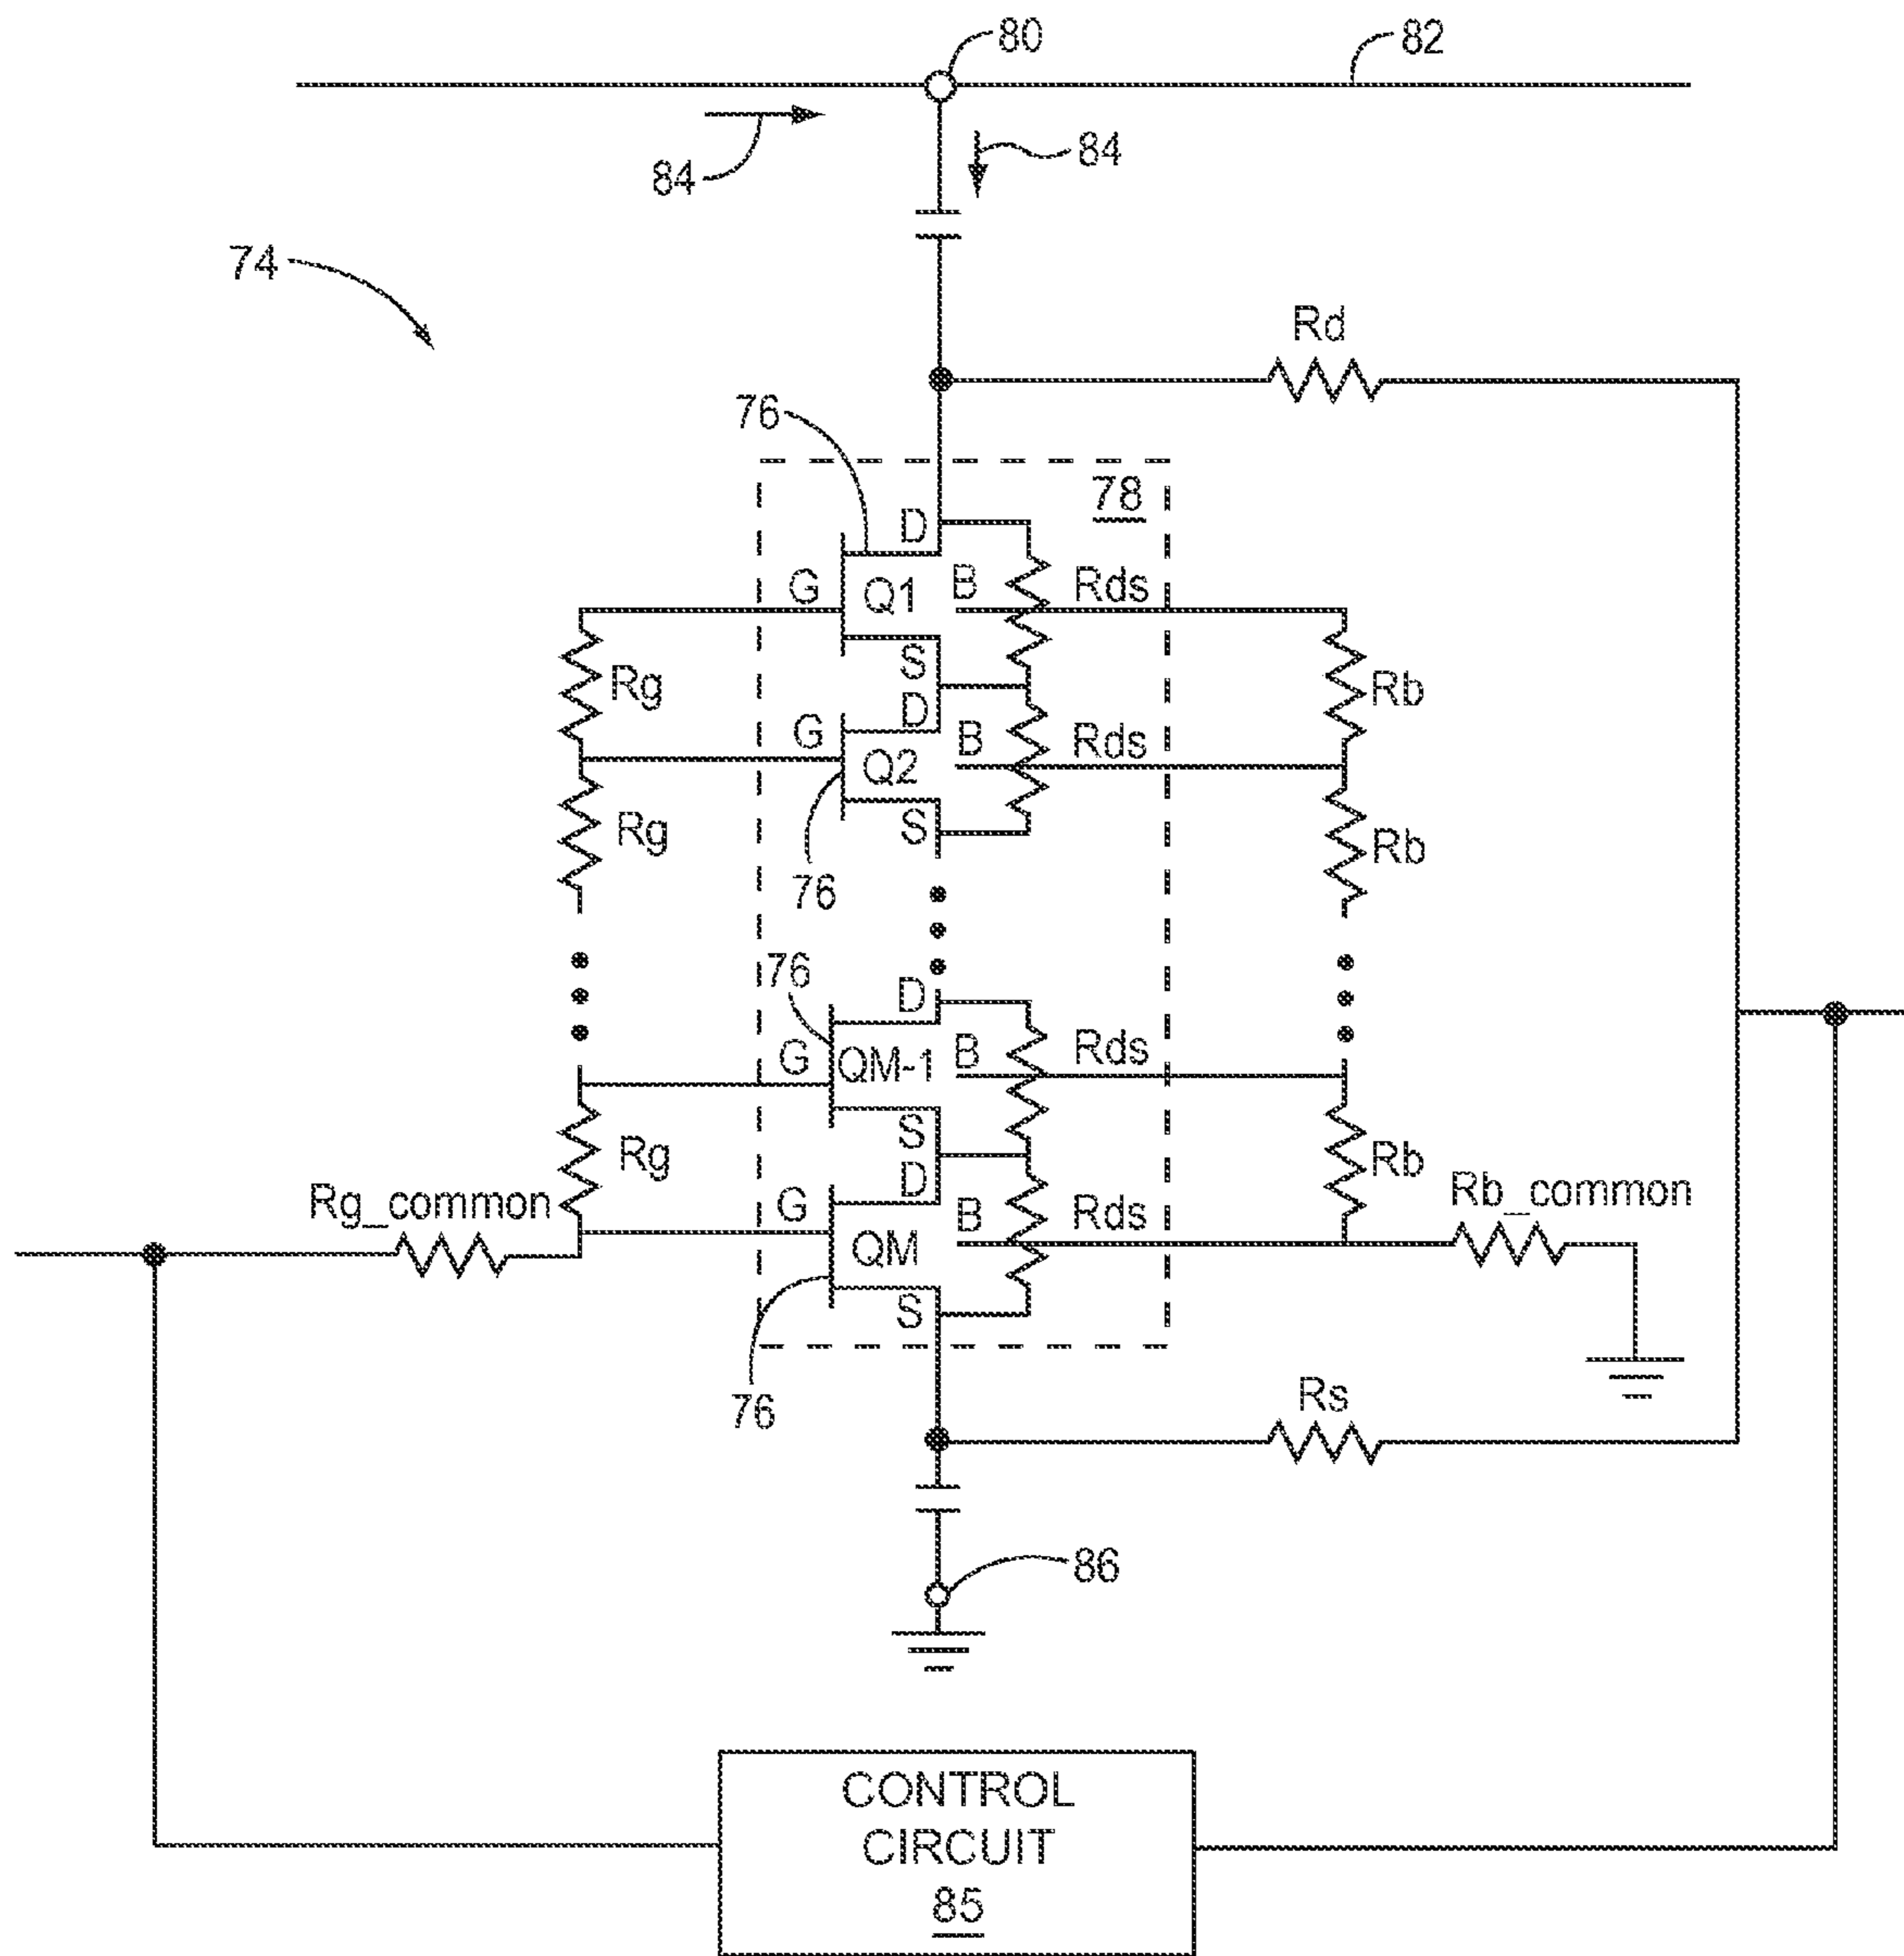 80
82
84
84
74
Rd
76
78
D
G
Q1
B
Rds
S
Rg
Rb
D
G
Q2
B
Rds
S
Rg
Rb
76
76
D
G
QM-1
B
Rds
S
Rg
Rb
D
Rg_common
G
QM
B
Rds
Rb_common
S
76
Rs
86
CONTROL
CIRCUIT
85